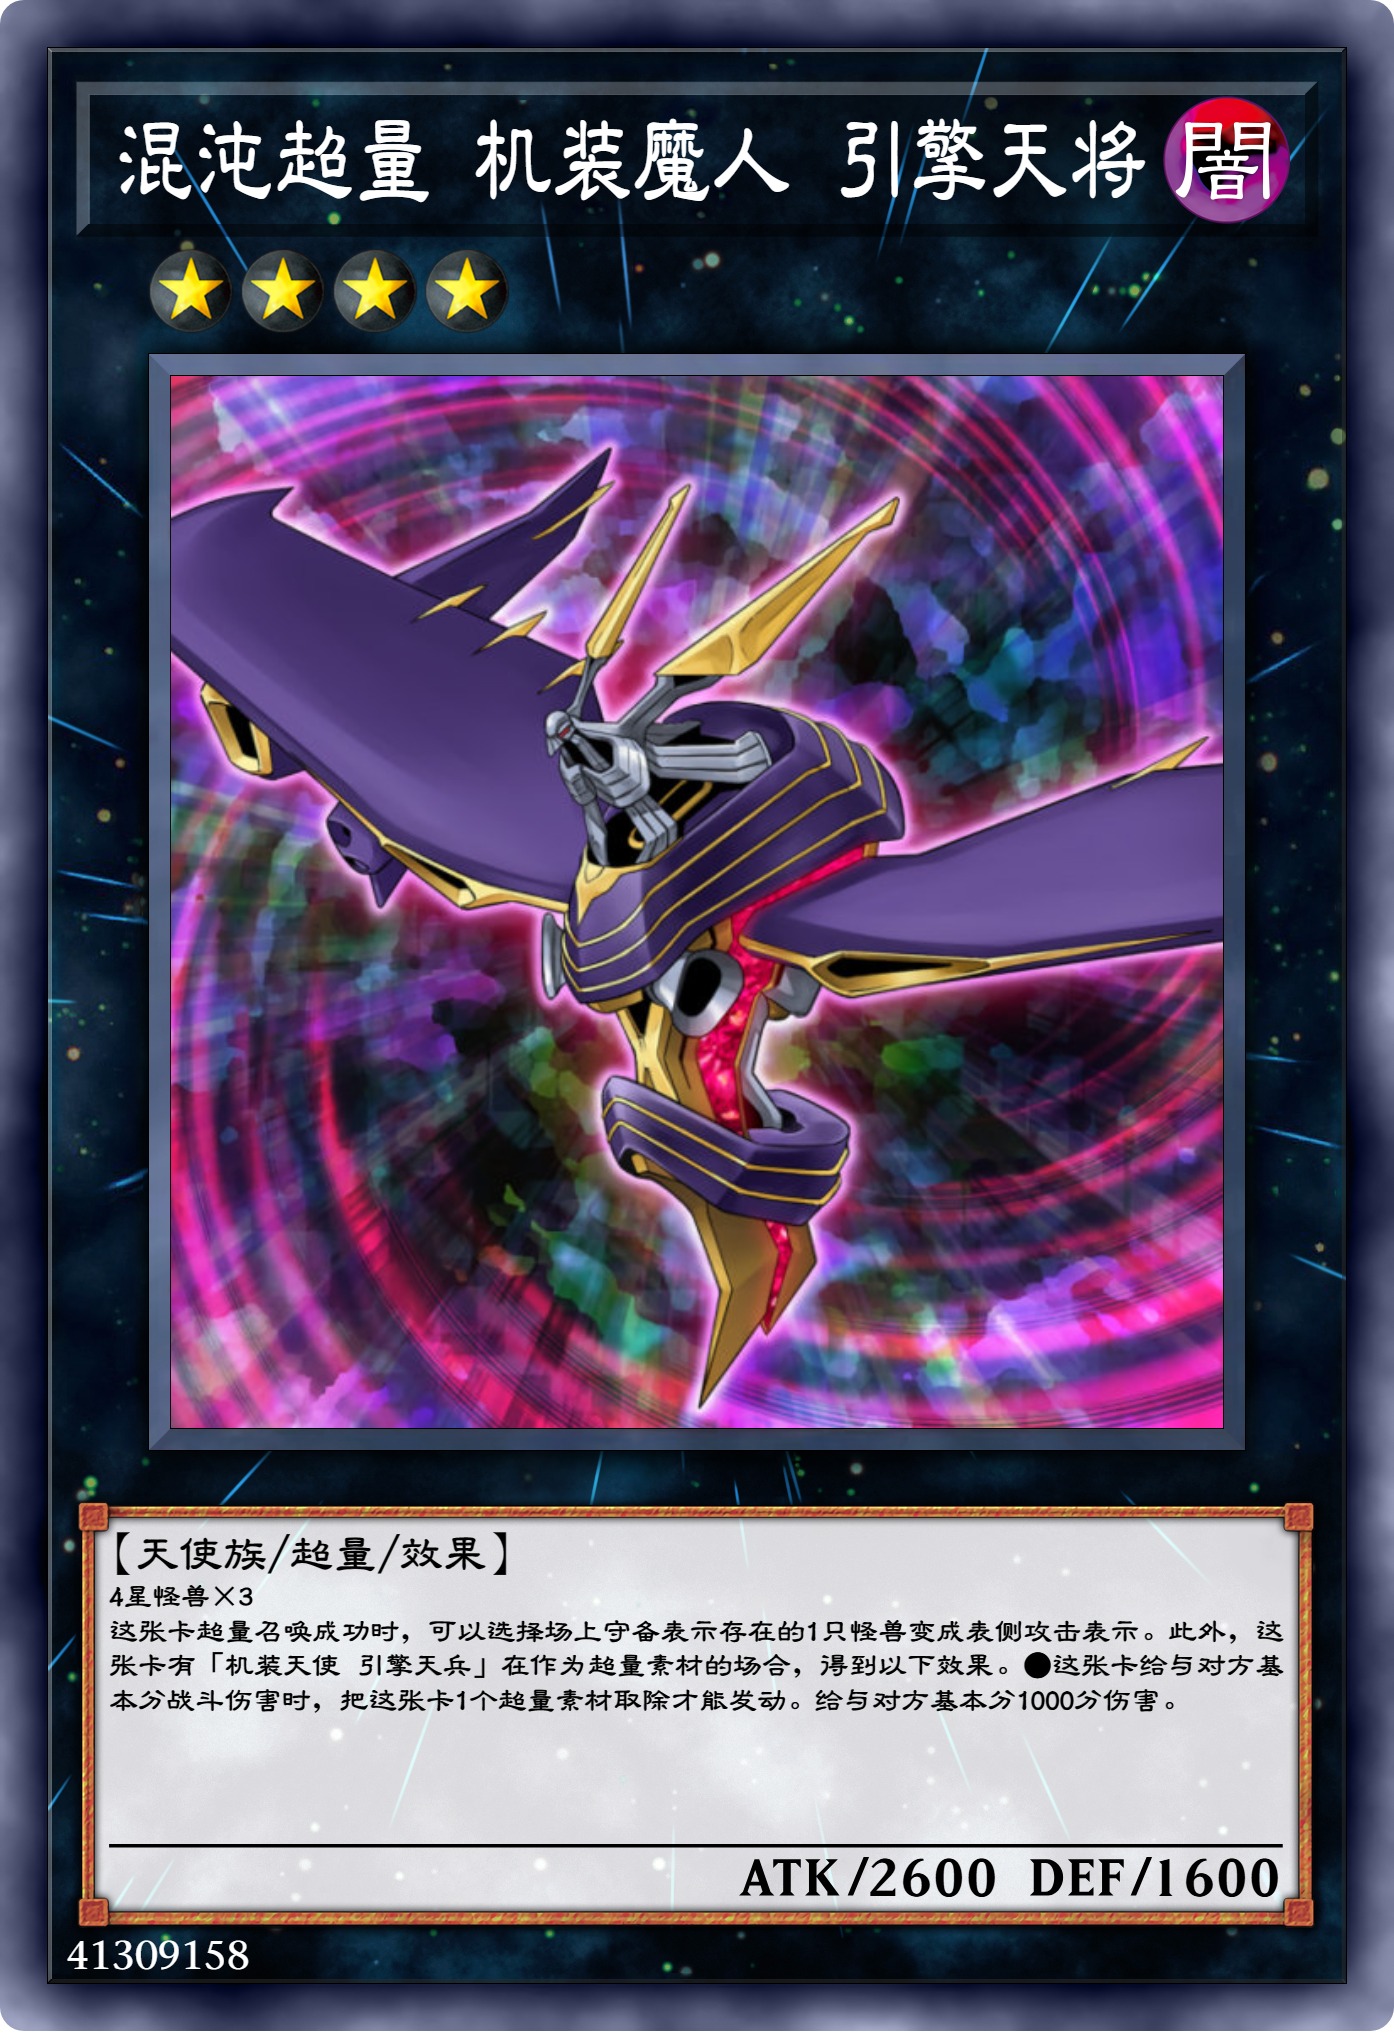 混沌超量 机装魔人 引擎天将 闇
【天使族/超量/效果】
4星怪兽×3
这张卡超量召唤成功时，可以选择场上守备表示存在的1只怪兽变成表侧攻击表示。此外，这
张卡有「机装天使 引擎天兵」在作为超量素材的场合，得到以下效果。●这张卡给与对方基
本分战斗伤害时，把这张卡1个超量素材取除才能发动。给与对方基本分1000分伤害。
ATK/2600 DEF/1600
41309158